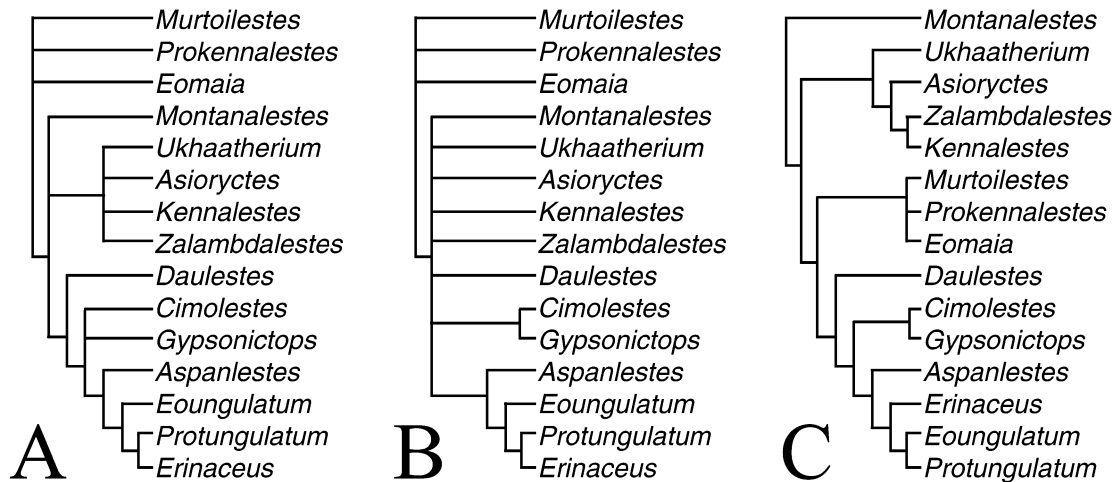 Murtoilestes
Prokennalestes
Eomaia
Montanalestes
Ukhaatherium
Asioryctes
Kennalestes
Zalambdalestes
Daulestes
Cimolestes
Gypsonictops
Aspanlestes
Eoungulatum
Protungulatum
Erinaceus
A
Murtoilestes
Prokennalestes
Eomaia
Montanalestes
Ukhaatherium
Asioryctes
Kennalestes
Zalambdalestes
Daulestes
Cimolestes
Gypsonictops
Aspanlestes
Eoungulatum
Protungulatum
Erinaceus
B
Montanalestes
Ukhaatherium
Asioryctes
Zalambdalestes
Kennalestes
Murtoilestes
Prokennalestes
Eomaia
Daulestes
Cimolestes
Gypsonictops
Aspanlestes
Erinaceus
Eoungulatum
Protungulatum
C